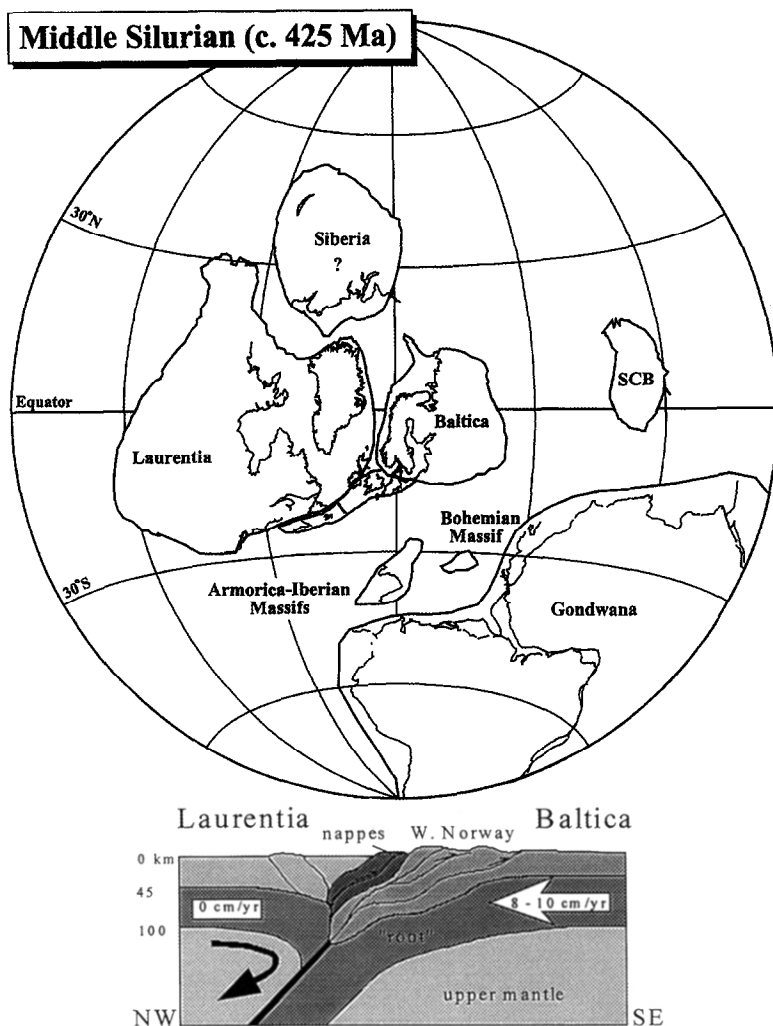 Middle Silurian (c. 425 Ma)
30°N
Siberia
?
SCB
Equator
Baltica
Laurentia
Bohemian
Massif
30°S
Armorica-Iberian
Massifs
Gondwana
Laurentia
Baltica
nappes W. Norway
0 km
45
0 cm/yr
8 - 10 cm/yr
100
"root"
upper mantle
NW
SE